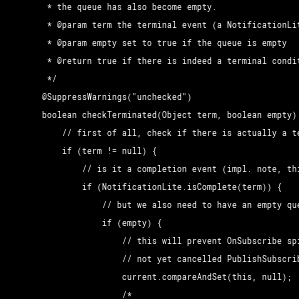 * the queue has also become empty.
* @param term the terminal event (a NotificationLit
* @param empty set to true if the queue is empty
* @return true if there is indeed a terminal condit
*/
@SuppressWarnings("unchecked")
boolean checkTerminated(Object term, boolean empty)
// first of all, check if there is actually a te
if (term != null) {
// is it a completion event (impl. note, thi
if (NotificationLite.isComplete(term)) {
// but we also need to have an empty que
if (empty) {
// this will prevent OnSubscribe spi
// not yet cancelled PublishSubscrib
current.compareAndSet(this, null);
/*